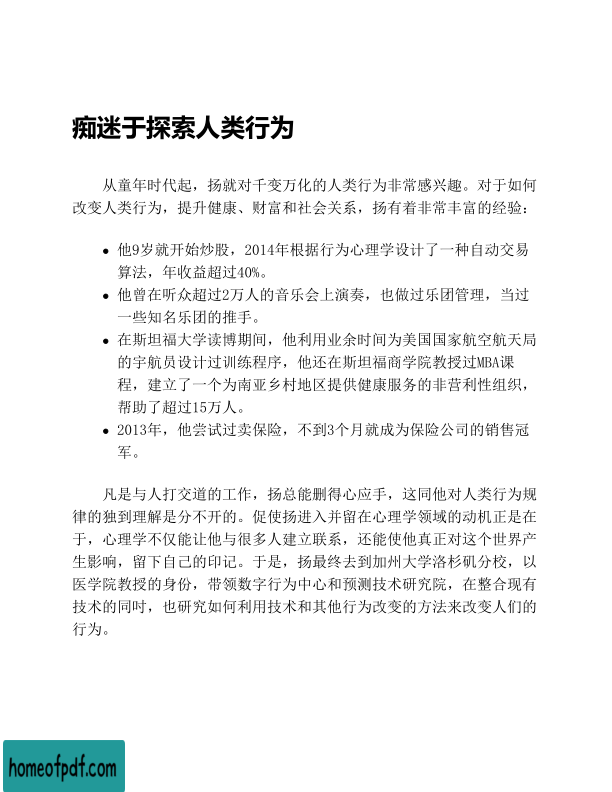 痴迷于探索人类行为
从童年时代起，扬就对千变万化的人类行为非常感兴趣。对于如何
改变人类行为，提升健康、财富和社会关系，扬有着非常丰富的经验：
• 他9岁就开始炒股，2014年根据行为心理学设计了一种自动交易
算法，年收益超过40%。
• 他曾在听众超过2万人的音乐会上演奏，也做过乐团管理，当过
一些知名乐团的推手。
• 在斯坦福大学读博期间，他利用业余时间为美国国家航空航天局
的宇航员设计过训练程序，他还在斯坦福商学院教授过MBA课
程，建立了一个为南亚乡村地区提供健康服务的非营利性组织，
帮助了超过15万人。
• 2013年，他尝试过卖保险，不到3个月就成为保险公司的销售冠
军。
凡是与人打交道的工作，扬总能删得心应手，这同他对人类行为规
律的独到理解是分不开的。促使扬进入并留在心理学领域的动机正是在
于，心理学不仅能让他与很多人建立联系，还能使他真正对这个世界产
生影响，留下自己的印记。于是，扬最终去到加州大学洛杉矶分校，以
医学院教授的身份，带领数字行为中心和预测技术研究院，在整合现有
技术的同吋，也研究如何利用技术和其他行为改变的方法来改变人们的
行为。
homeofpdf.com